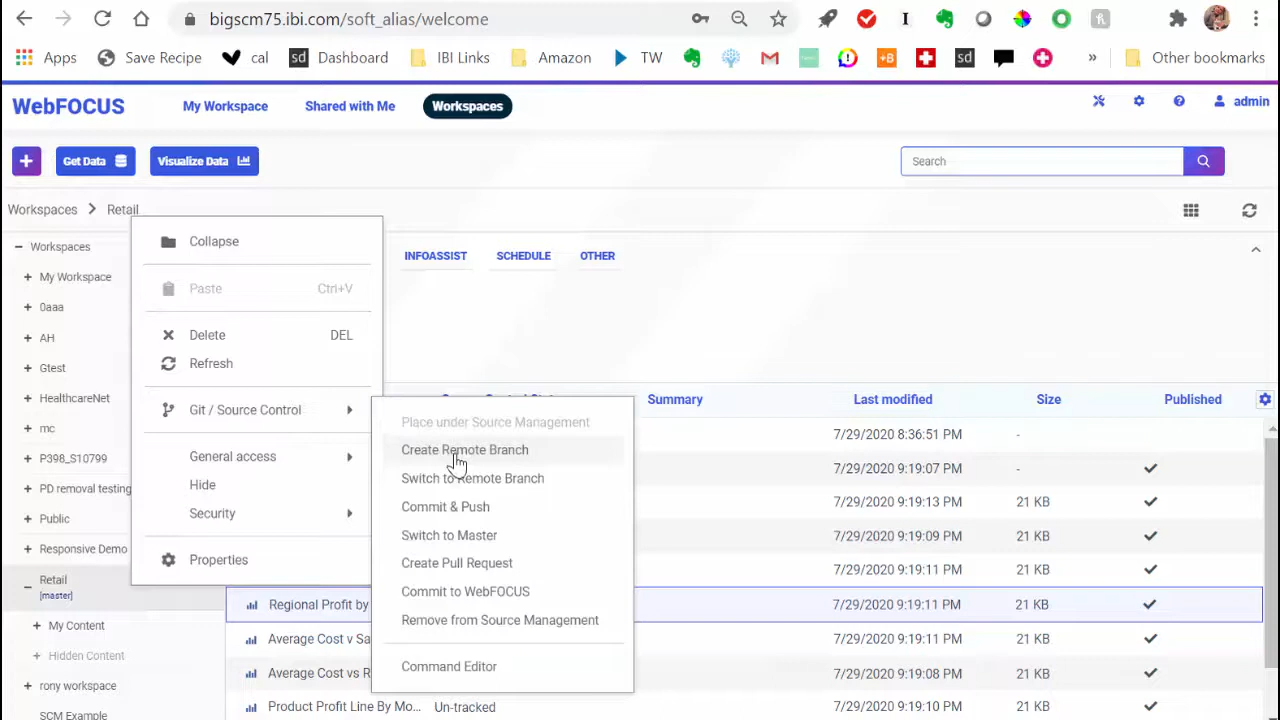 bigscm75.ibi.com/soft_alias/welcome
Apps Save Recipe cal sd Dashboard IBI Links Amazon TW +B sd » Other bookmarks
WebFOCUS My Workspace Shared with Me Workspaces admin
Get Data Visualize Data Search
Workspaces > Retail
Workspaces
My Workspace
0aaa
AH
Gtest
HealthcareNet
mc
P398_S10799
PD removal testing
Public
Responsive Demo
Retail
[master]
My Content
Hidden Content
rony workspace
SCM Example
Collapse
Paste Ctrl+V
Delete DEL
Refresh
Git / Source Control
General access
Hide
Security
Properties
INFOASSIST SCHEDULE OTHER
Place under Source Management
Create Remote Branch
Switch to Remote Branch
Commit & Push
Switch to Master
Create Pull Request
Commit to WebFOCUS
Remove from Source Management
Command Editor
Summary Last modified Size Published
7/29/2020 8:36:51 PM -
7/29/2020 9:19:07 PM -
7/29/2020 9:19:13 PM 21 KB
7/29/2020 9:19:09 PM 21 KB
7/29/2020 9:19:11 PM 21 KB
Regional Profit by 7/29/2020 9:19:11 PM 21 KB
Average Cost v Sa 7/29/2020 9:19:11 PM 21 KB
Average Cost vs R 7/29/2020 9:19:08 PM 21 KB
Product Profit Line By Mo... Un-tracked 7/29/2020 9:19:10 PM 21 KB